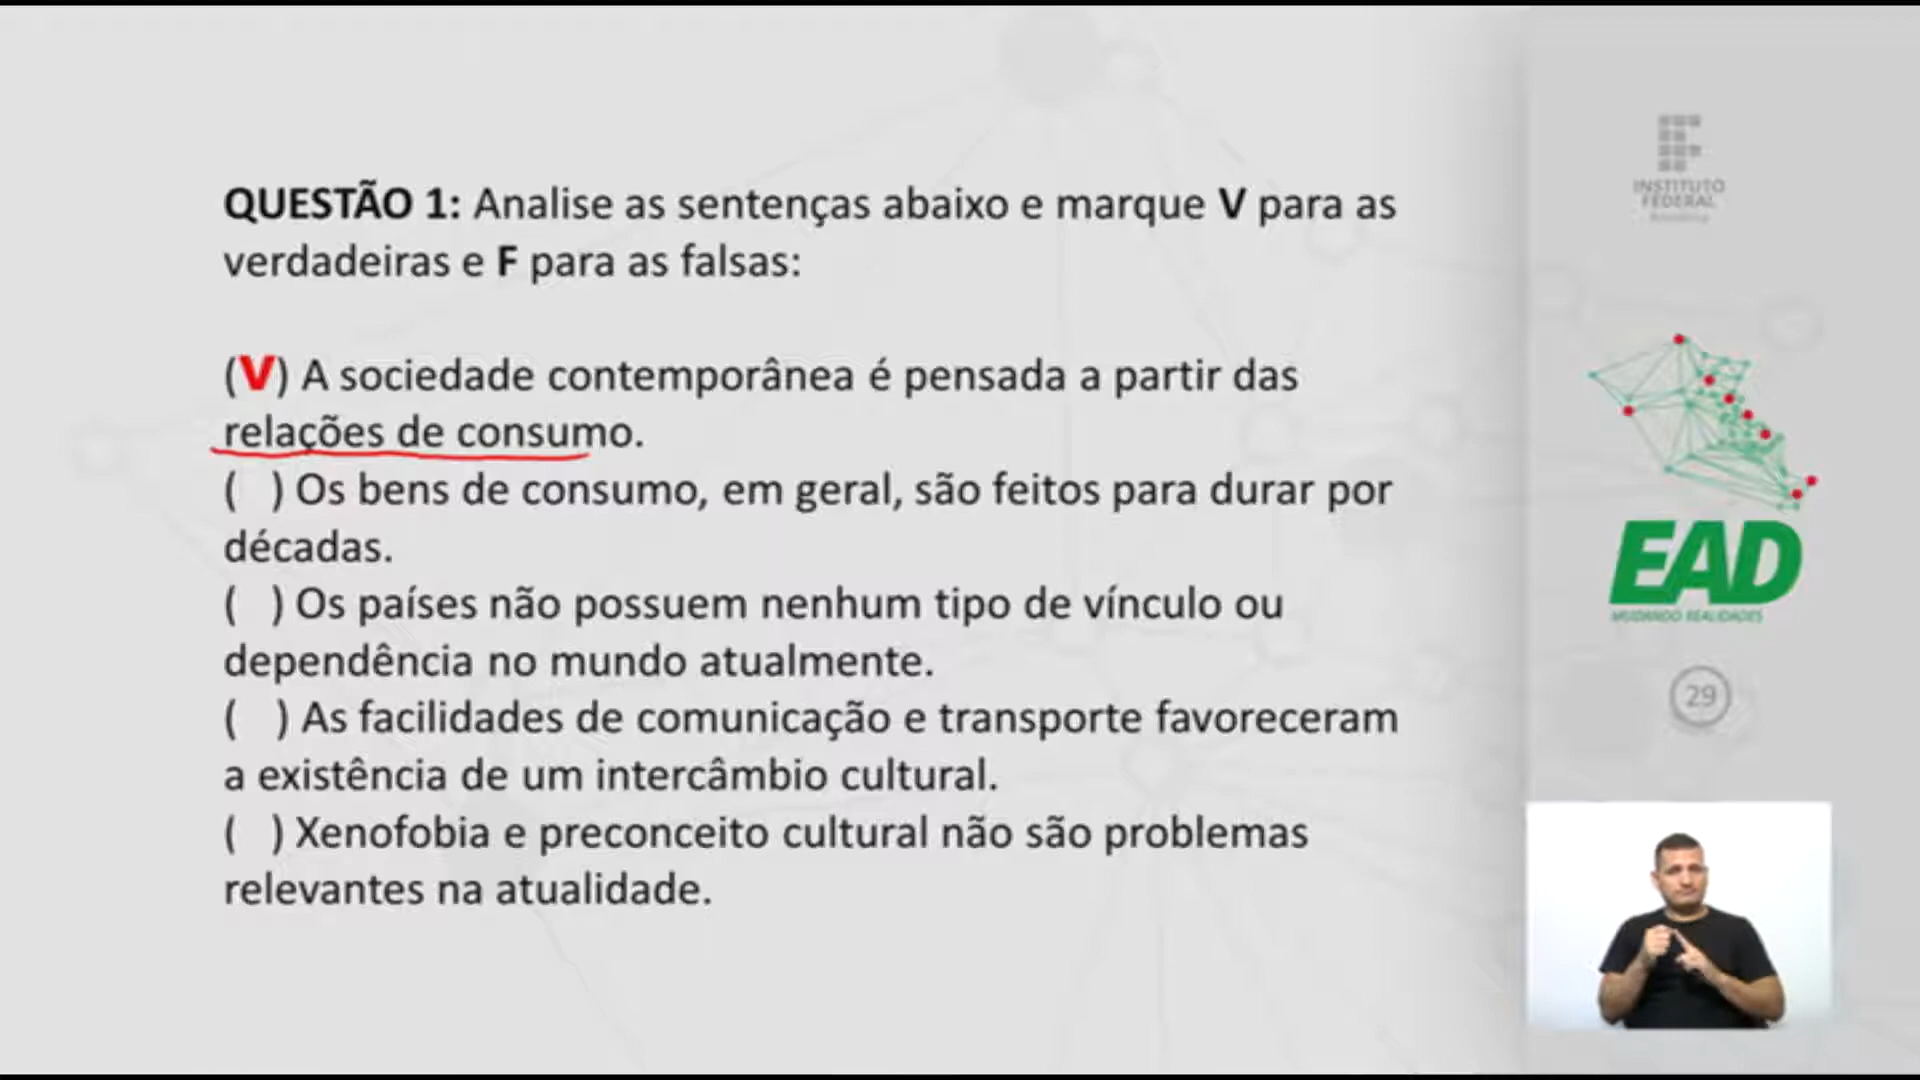 QUESTÃO 1: Analise as sentenças abaixo e marque V para as
verdadeiras e F para as falsas:
(V) A sociedade contemporânea é pensada a partir das
relações de consumo.
(   ) Os bens de consumo, em geral, são feitos para durar por
décadas.
(   ) Os países não possuem nenhum tipo de vínculo ou
dependência no mundo atualmente.
(   ) As facilidades de comunicação e transporte favoreceram
a existência de um intercâmbio cultural.
(   ) Xenofobia e preconceito cultural não são problemas
relevantes na atualidade.
INSTITUTO
FEDERAL
EAD
MUDANDO REALIDADES
29